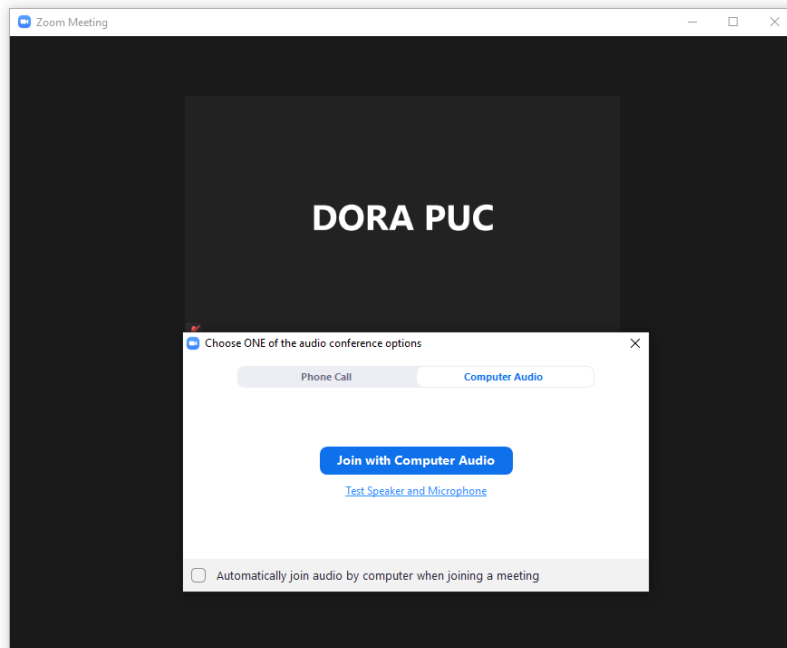 Zoom Meeting
DORA PUC
Choose ONE of the audio conference options
Phone Call
Computer Audio
Join with Computer Audio
Test Speaker and Microphone
Automatically join audio by computer when joining a meeting